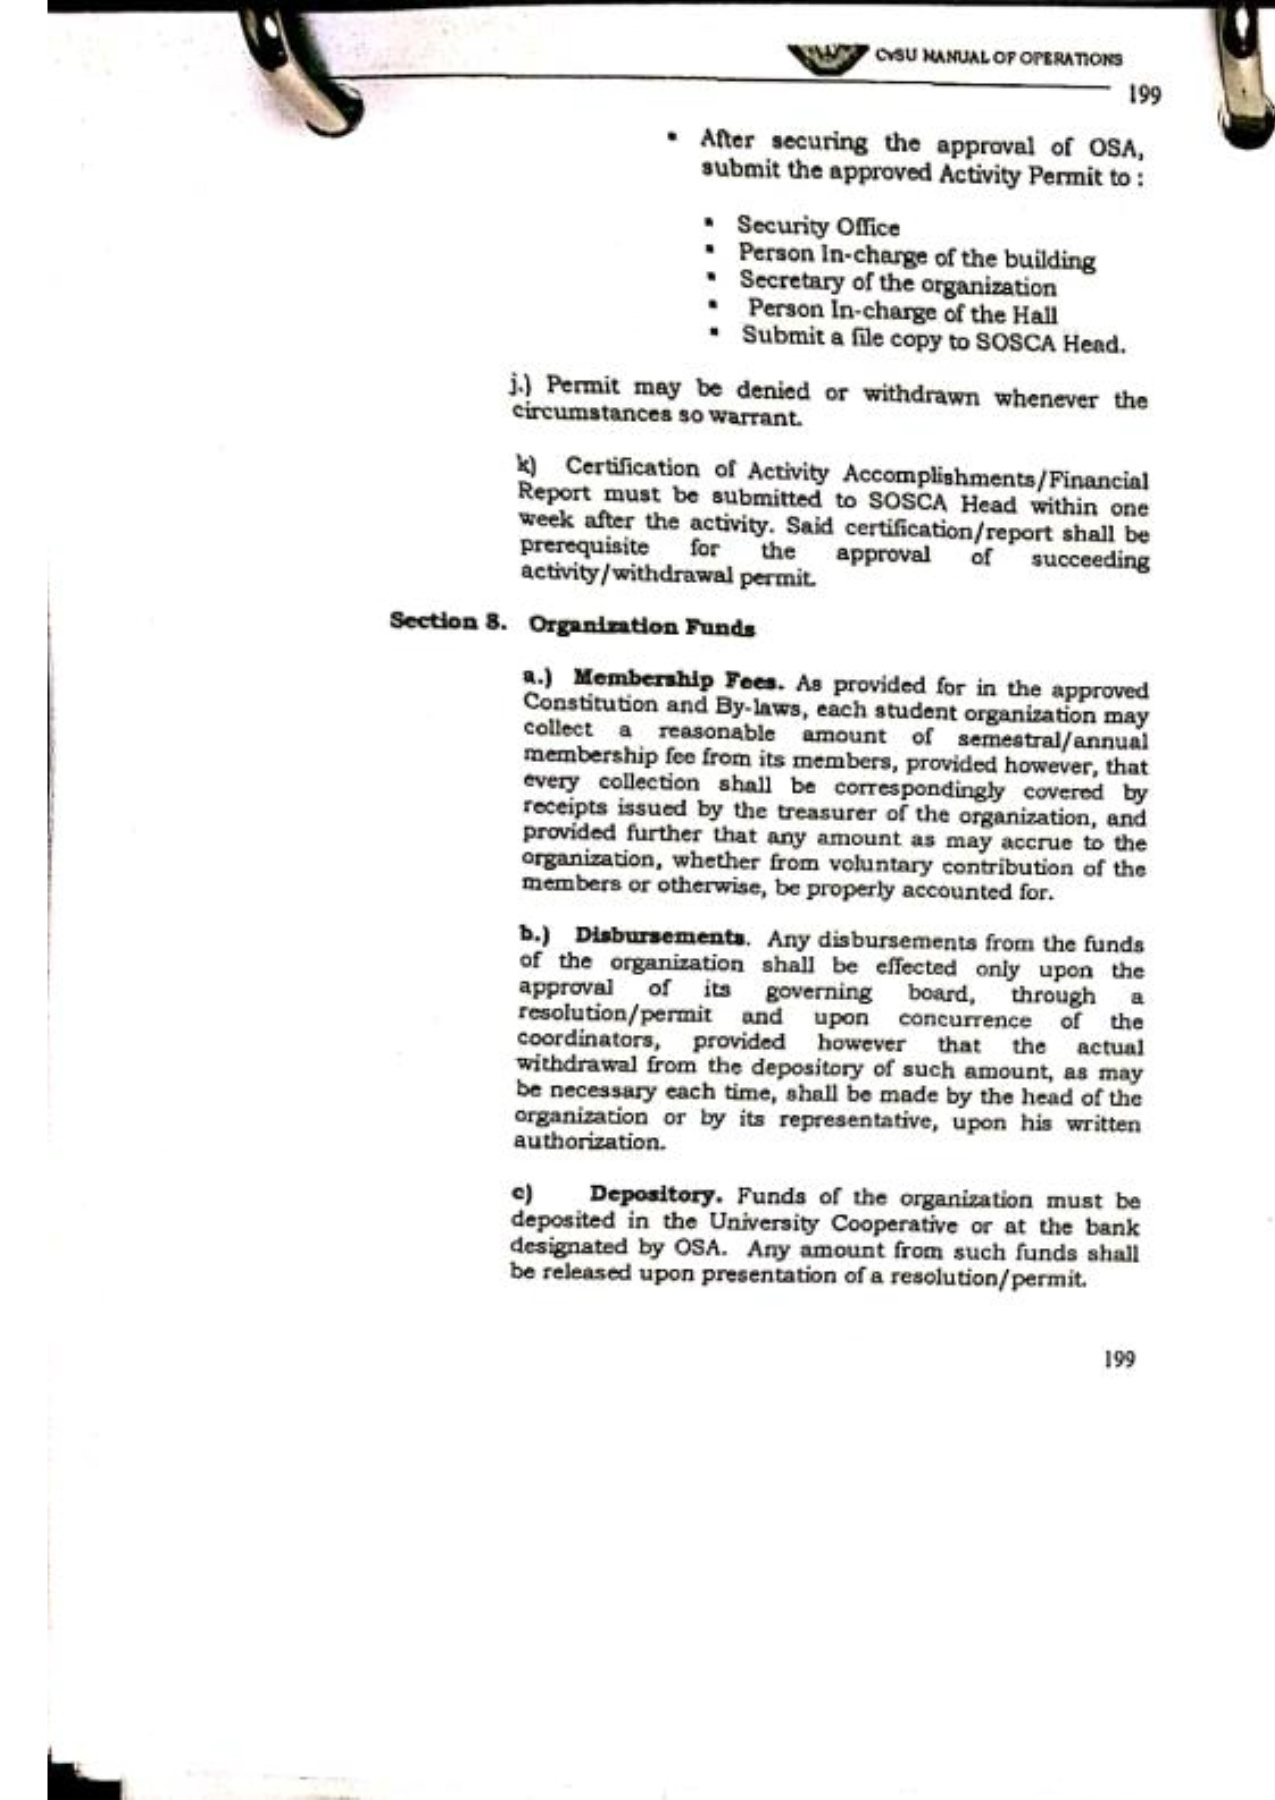 CvSU MANUAL OF OPERATIONS
199
▪ After securing the approval of OSA,
submit the approved Activity Permit to :
▪ Security Office
▪ Person In-charge of the building
▪ Secretary of the organization
▪ Person In-charge of the Hall
▪ Submit a file copy to SOSCA Head.
j.) Permit may be denied or withdrawn whenever the
circumstances so warrant.
k) Certification of Activity Accomplishments/Financial
Report must be submitted to SOSCA Head within one
week after the activity. Said certification/report shall be
prerequisite for the approval of succeeding
activity/withdrawal permit.
Section 8. Organization Funds
a.) Membership Fees. As provided for in the approved
Constitution and By-laws, each student organization may
collect a reasonable amount of semestral/annual
membership fee from its members, provided however, that
every collection shall be correspondingly covered by
receipts issued by the treasurer of the organization, and
provided further that any amount as may accrue to the
organization, whether from voluntary contribution of the
members or otherwise, be properly accounted for.
b.) Disbursements. Any disbursements from the funds
of the organization shall be effected only upon the
approval of its governing board, through a
resolution/permit and upon concurrence of the
coordinators, provided however that the actual
withdrawal from the depository of such amount, as may
be necessary each time, shall be made by the head of the
organization or by its representative, upon his written
authorization.
c) Depository. Funds of the organization must be
deposited in the University Cooperative or at the bank
designated by OSA. Any amount from such funds shall
be released upon presentation of a resolution/permit.
199